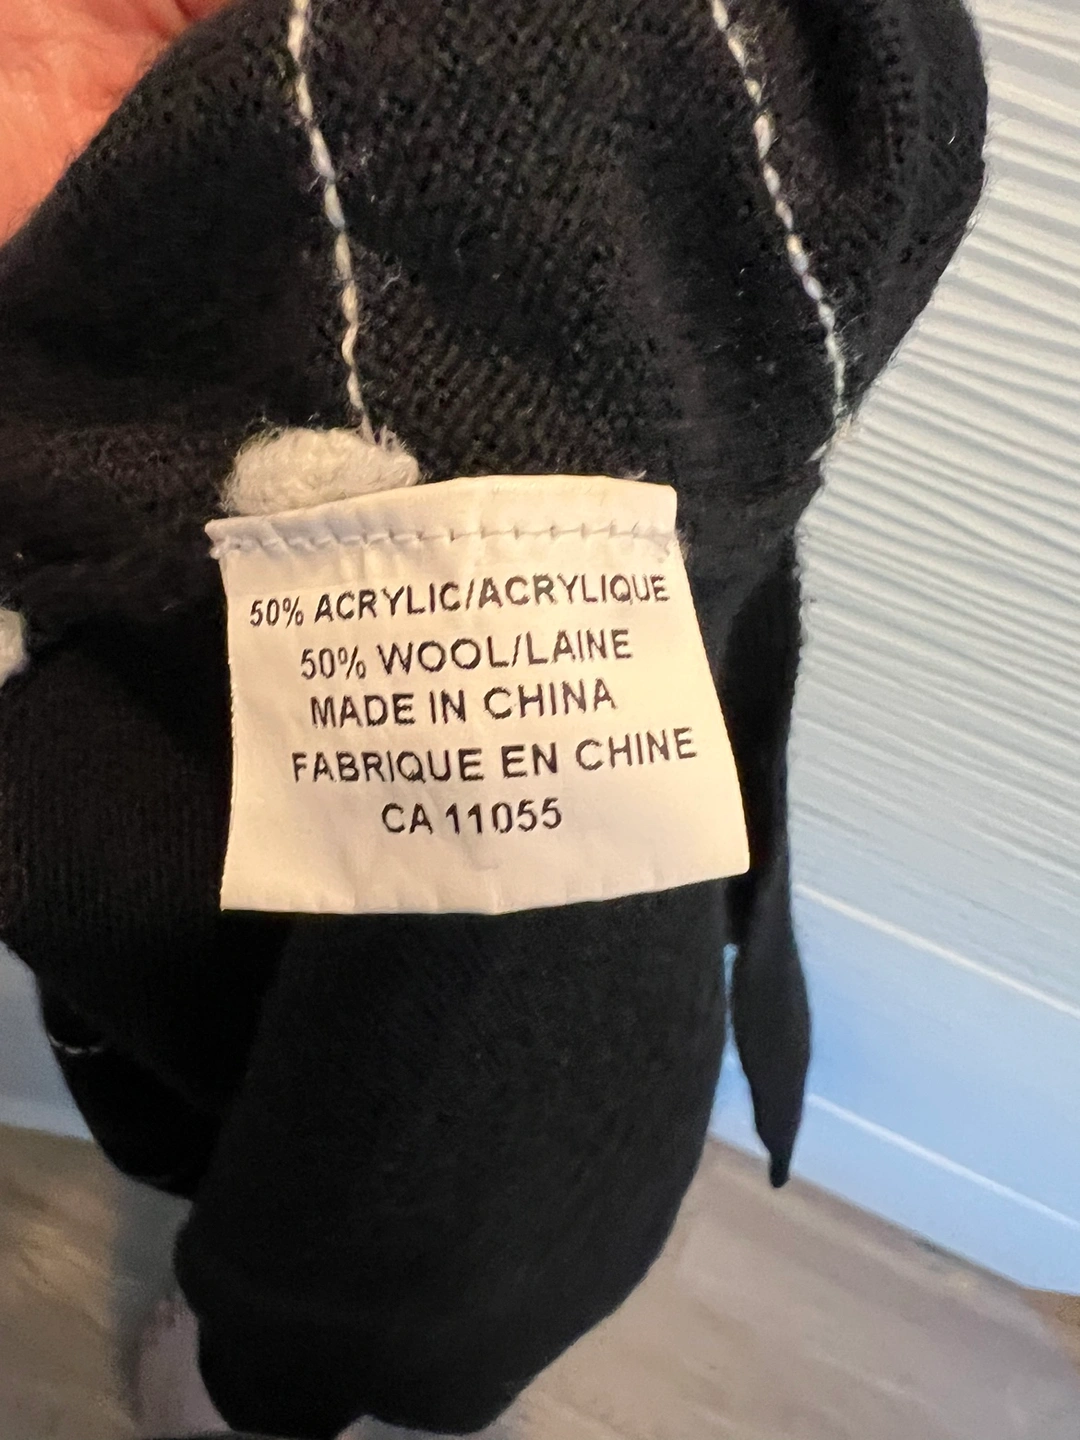 50% ACRYLIC/ACRYLIQUE
50% WOOL/LAINE
MADE IN CHINA
FABRIQUE EN CHINE
CA 11055